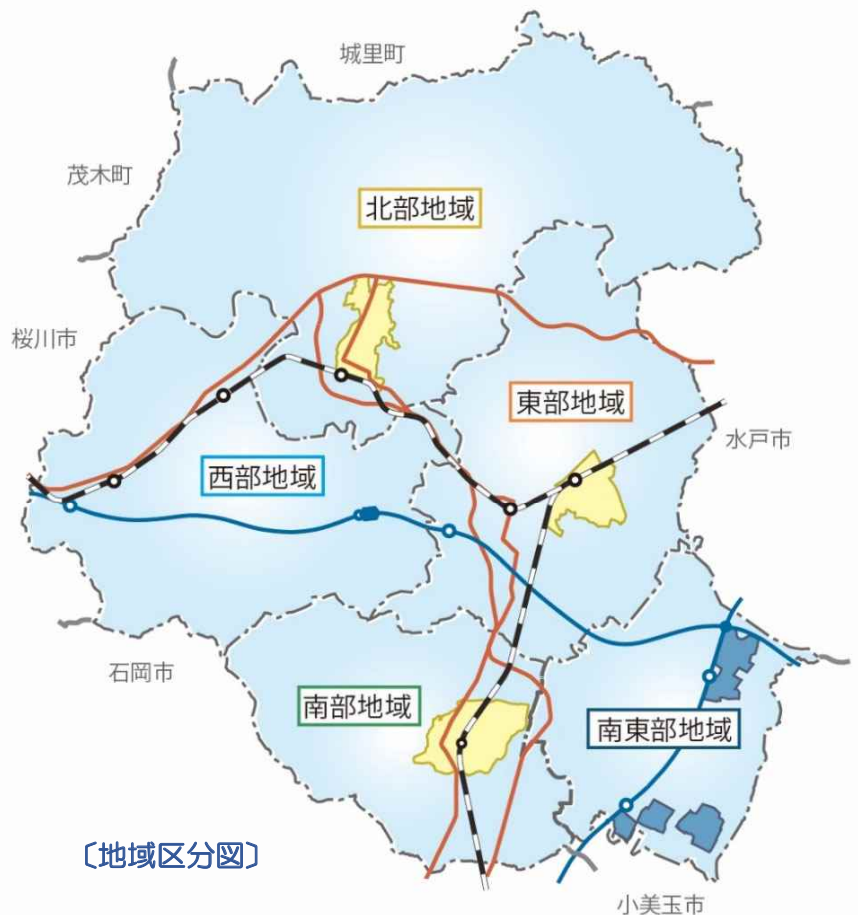 城里町
茂木町
北部地域
桜川市
東部地域
水戸市
西部地域
石岡市
南部地域
南東部地域
〔地域区分図〕
小美玉市